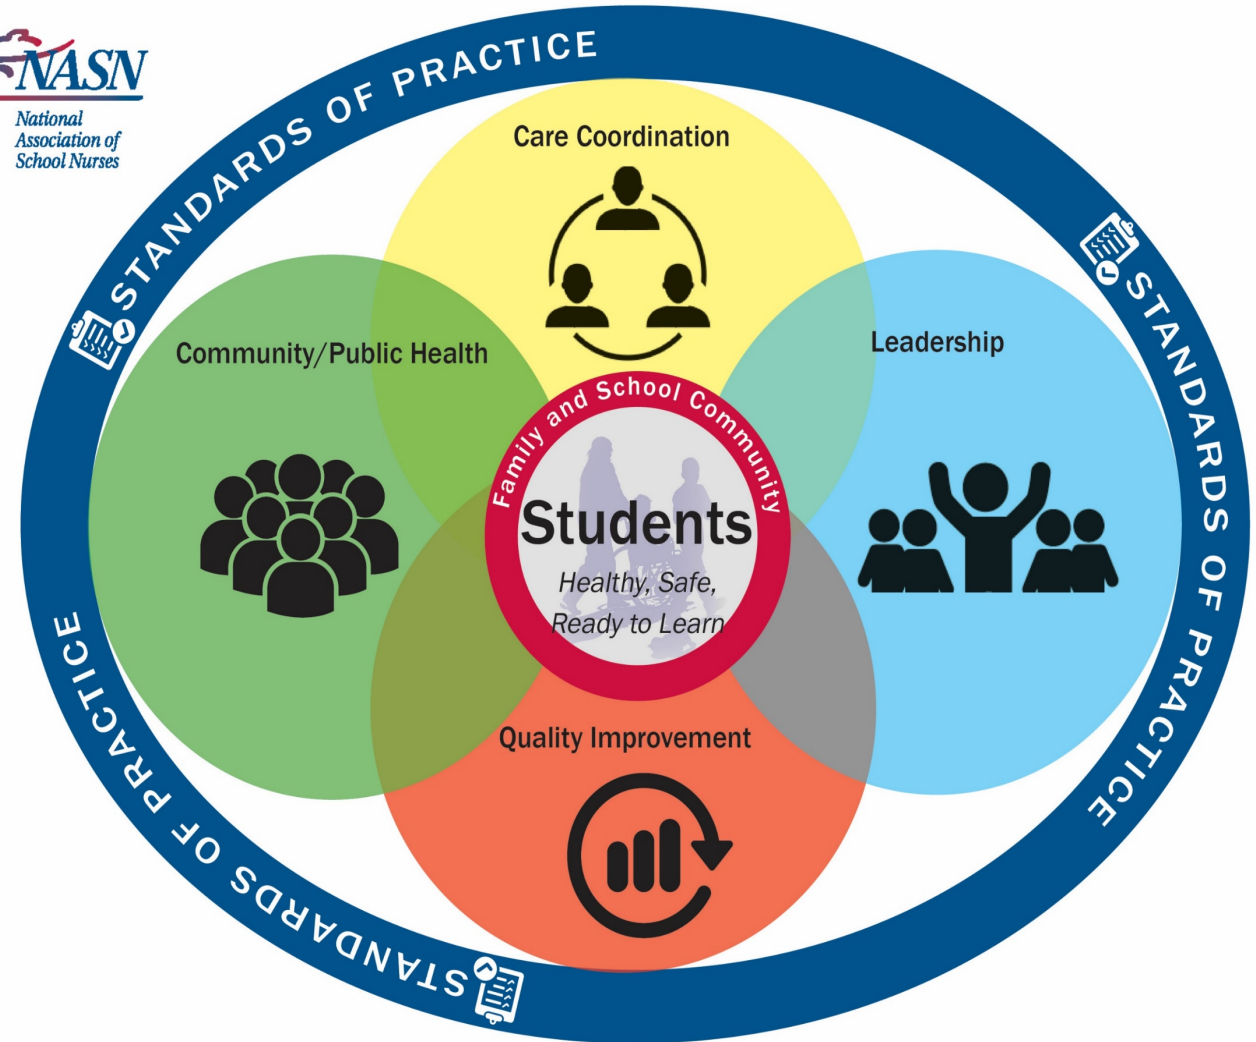 NASN
National
Association of
School Nurses
STANDARDS OF PRACTICE
STANDARDS OF PRACTICE
STANDARDS OF PRACTICE
Care Coordination
Community/Public Health
Leadership
Family and School Community
Students
Healthy, Safe,
Ready to Learn
Quality Improvement